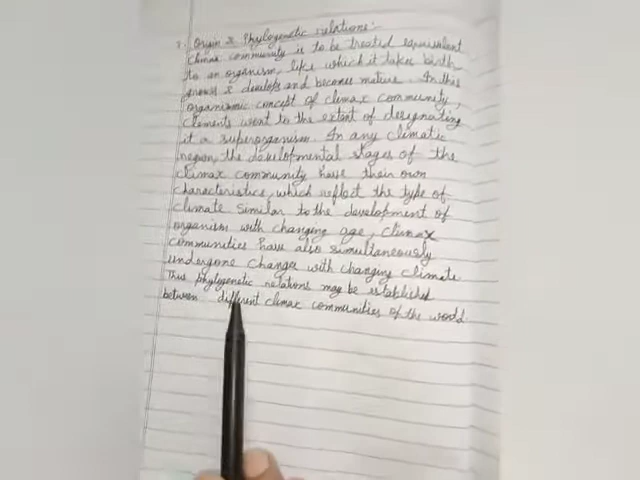 1. Origin & Phylogenetic relations:-
Climax community is to be treated equivalent
to an organism, like which it takes birth
grows & develops and becomes mature. In this
organismic concept of climax community,
Clements went to the extent of designating
it a superorganism. In any climatic
region, the developmental stages of the
climax community have their own
characteristics, which reflect the type of
climate similar to the development of
organism with changing age, climax
communities have also simultaneously
undergone changes with changing climate
Thus phylogenetic relations may be established
between different climax communities of the world.